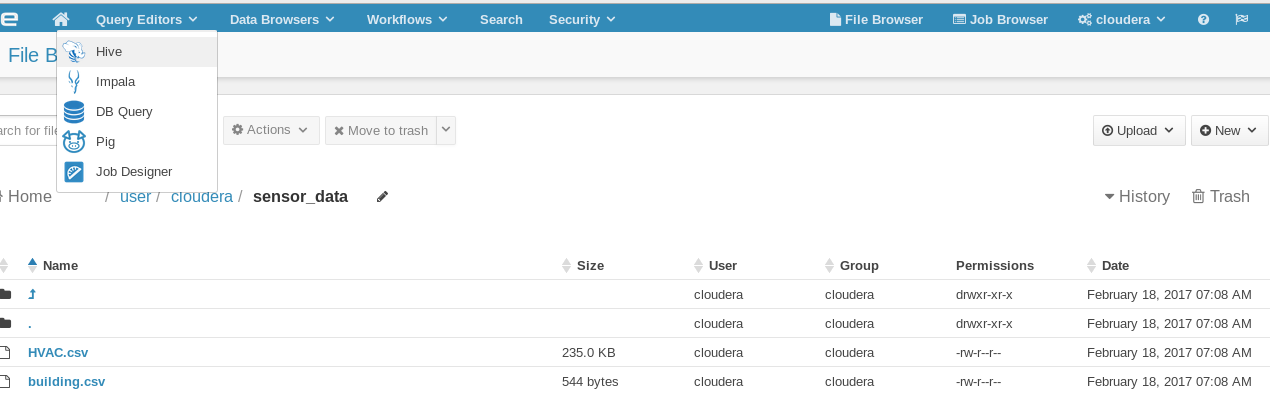 e Query Editors Data Browsers Workflows Search Security File Browser Job Browser cloudera
File B
Hive
Impala
DB Query
Pig
Job Designer
arch for file Actions Move to trash Upload New
Home / user / cloudera / sensor_data History Trash
Name Size User Group Permissions Date
cloudera cloudera drwxr-xr-x February 18, 2017 07:08 AM
. cloudera cloudera drwxr-xr-x February 18, 2017 07:08 AM
HVAC.csv 235.0 KB cloudera cloudera -rw-r--r-- February 18, 2017 07:08 AM
building.csv 544 bytes cloudera cloudera -rw-r--r-- February 18, 2017 07:08 AM